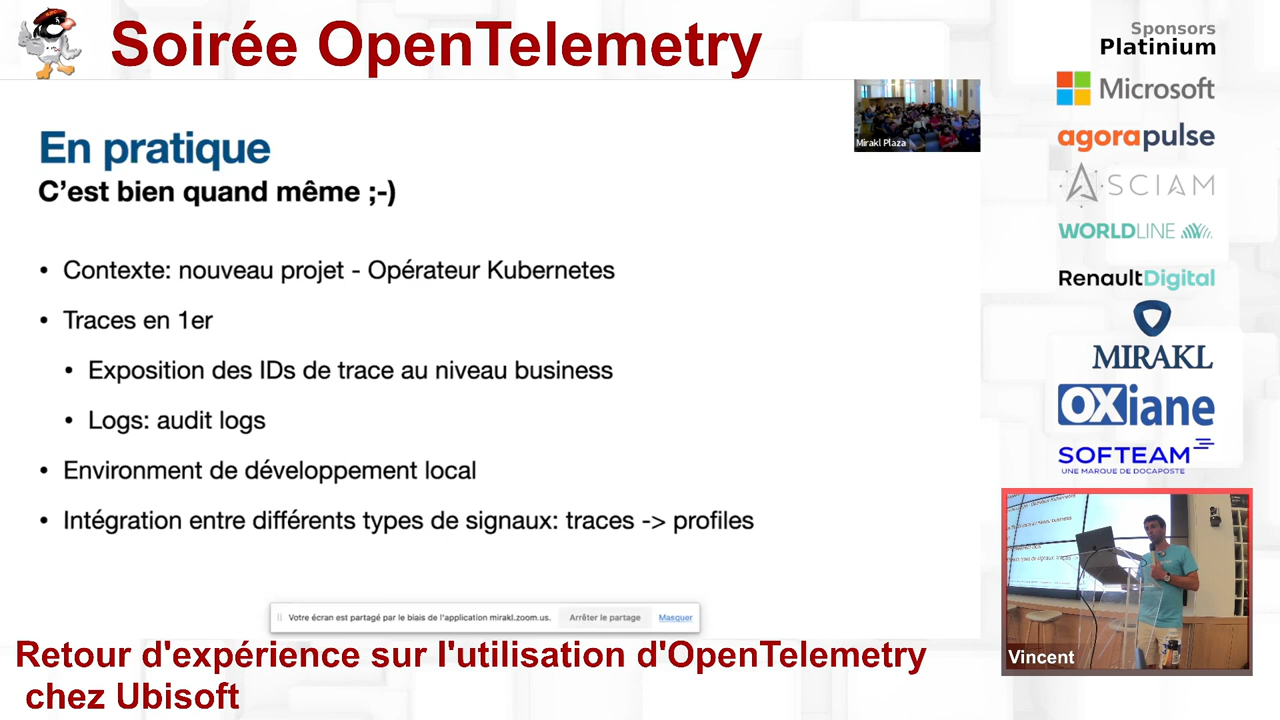 Soirée OpenTelemetry
Sponsors
Platinium
Microsoft
agorapulse
ASCIAM
WORLDLINE
RenaultDigital
MIRAKL
OXiane
SOFTEAM
UNE MARQUE DE DOCAPOSTE
Mirakl Plaza
En pratique
C'est bien quand même ;-)
• Contexte: nouveau projet - Opérateur Kubernetes
• Traces en 1er
• Exposition des IDs de trace au niveau business
• Logs: audit logs
• Environment de développement local
• Intégration entre différents types de signaux: traces -> profiles
Votre écran est partagé par le biais de l'application mirakl.zoom.us.
Arrêter le partage
Masquer
Vincent
Retour d'expérience sur l'utilisation d'OpenTelemetry
chez Ubisoft